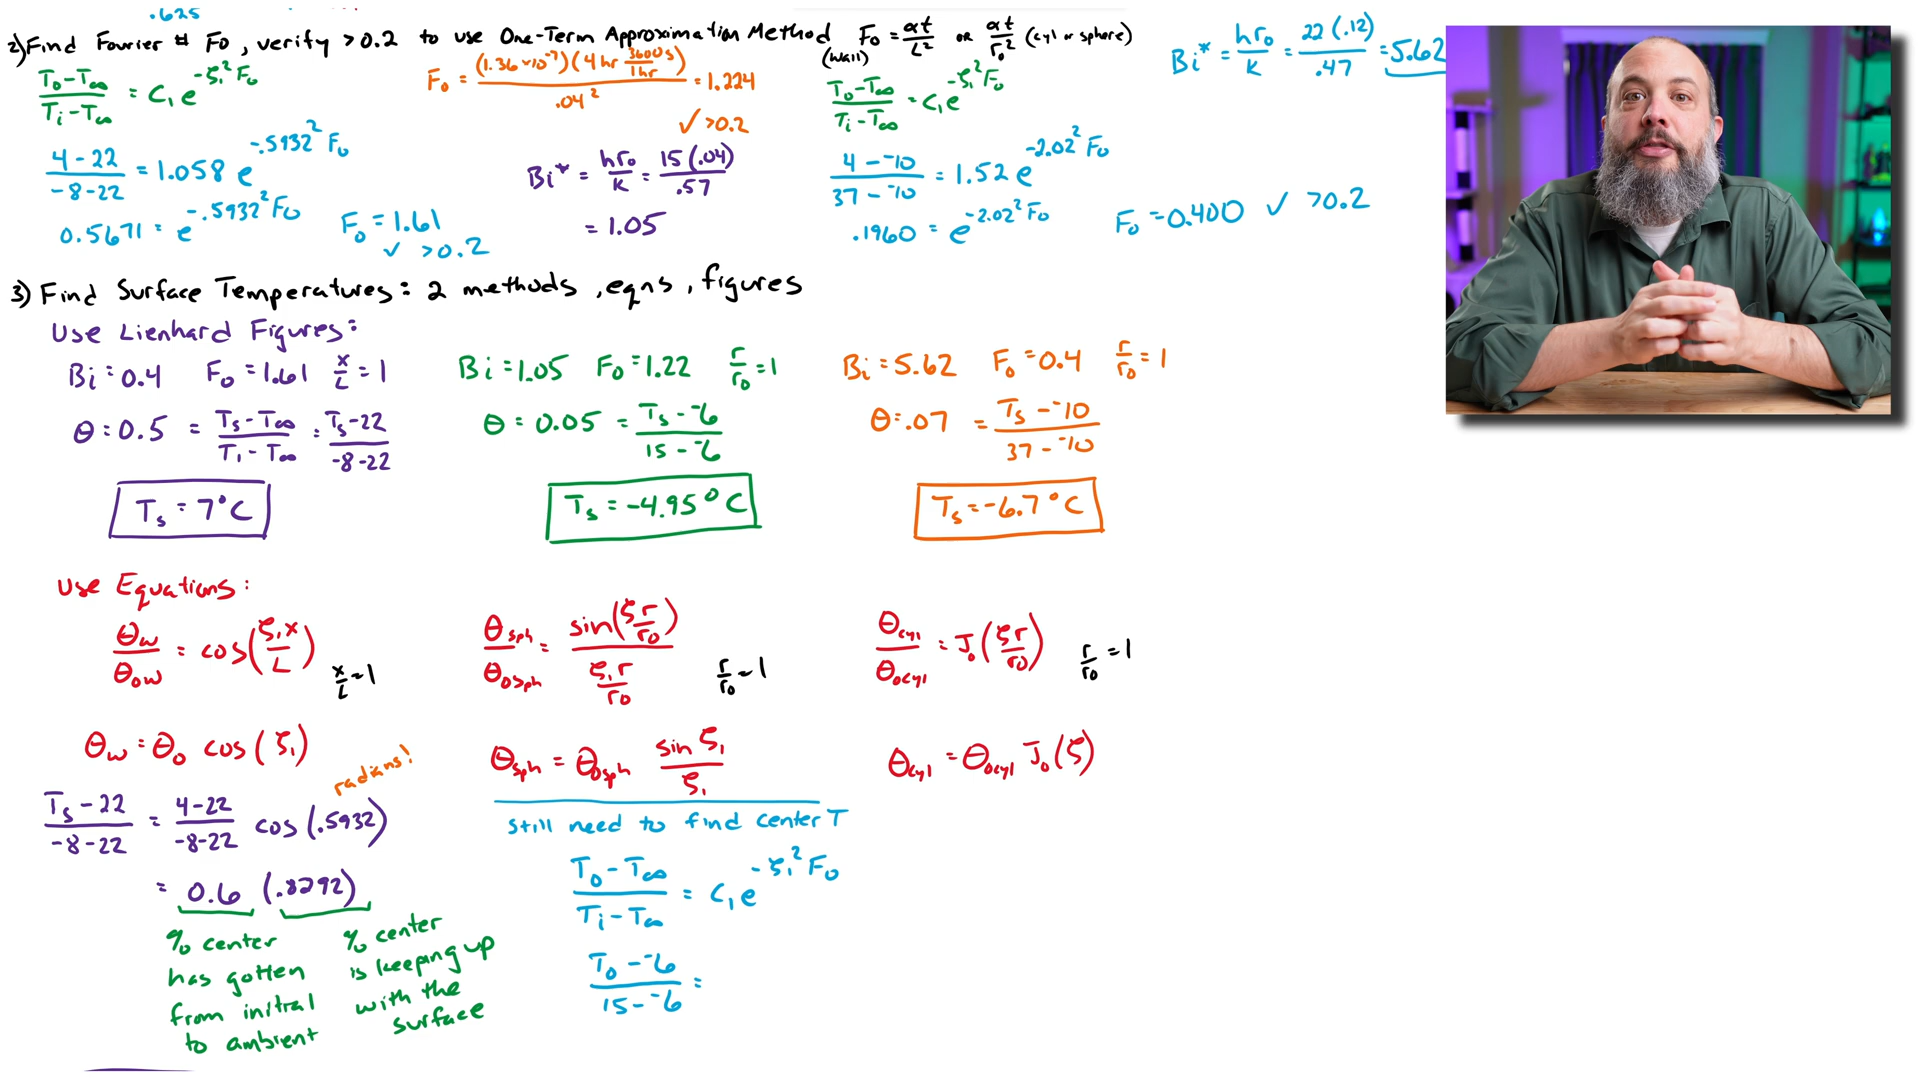 .625
2) Find Fourier # Fo, verify >0.2 to use One-Term Approximation Method Fo = αt/L² or αt/r₀² (cyl or sphere)
(wall)
(T₀-T∞)/(Tᵢ-T∞) = C₁e^(-ζ₁²Fo)
(4-22)/(-8-22) = 1.058 e^(-.5932²Fo)
0.5671 = e^(-.5932²Fo) Fo = 1.61
✓ >0.2
Fo = (1.36×10⁻⁷)(4hr 3600s/1hr)/.04² = 1.224
✓ >0.2
Bi* = hr₀/k = 15(.04)/.57
= 1.05
(T₀-T∞)/(Tᵢ-T∞) = C₁e^(-ζ₁²Fo)
(4-⁻10)/(37-⁻10) = 1.52e^(-2.02²Fo)
.1960 = e^(-2.02²Fo) Fo = 0.400 ✓ >0.2
Bi* = hr₀/k = 22(.12)/.47 = 5.62
3) Find Surface Temperatures: 2 methods, eqns, figures
Use Lienhard Figures:
Bi = 0.4 Fo = 1.61 x/L = 1
θ = 0.5 = (Ts-T∞)/(T₁-T∞) = (Ts-22)/(-8-22)
Ts = 7°C
Bi = 1.05 Fo = 1.22 r/r₀ = 1
θ = 0.05 = (Ts-⁻6)/(15-⁻6)
Ts = -4.95°C
Bi = 5.62 Fo = 0.4 r/r₀ = 1
θ = .07 = (Ts-⁻10)/(37-⁻10)
Ts = -6.7°C
Use Equations:
θw/θ₀w = cos(ζ₁x/L) x/L = 1
θw = θ₀ cos(ζ₁)
radians!
(Ts-22)/(-8-22) = (4-22)/(-8-22) cos(.5932)
= 0.6 (.8292)
% center
has gotten
from initial
to ambient
% center
is keeping up
with the
surface
θsph/θ₀sph = sin(ζr/r₀)/(ζ₁r/r₀) r/r₀ = 1
θsph = θ₀sph sin ζ₁/ζ₁
still need to find center T
(T₀-T∞)/(Tᵢ-T∞) = C₁e^(-ζ₁²Fo)
(T₀-⁻6)/(15-⁻6) =
θcyl/θ₀cyl = J₀(ζr/r₀) r/r₀ = 1
θcyl = θ₀cyl J₀(ζ)